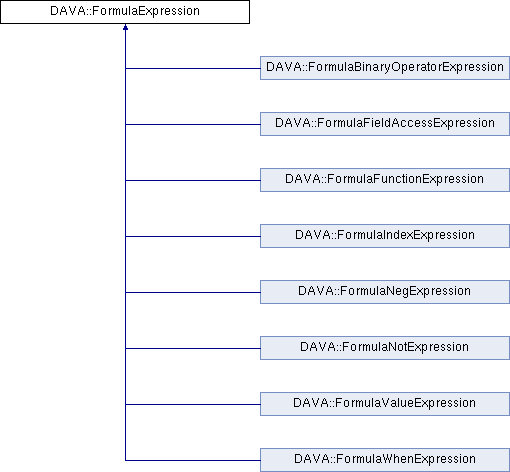 DAVA::FormulaExpression
DAVA::FormulaBinaryOperatorExpression
DAVA::FormulaFieldAccessExpression
DAVA::FormulaFunctionExpression
DAVA::FormulaIndexExpression
DAVA::FormulaNegExpression
DAVA::FormulaNotExpression
DAVA::FormulaValueExpression
DAVA::FormulaWhenExpression